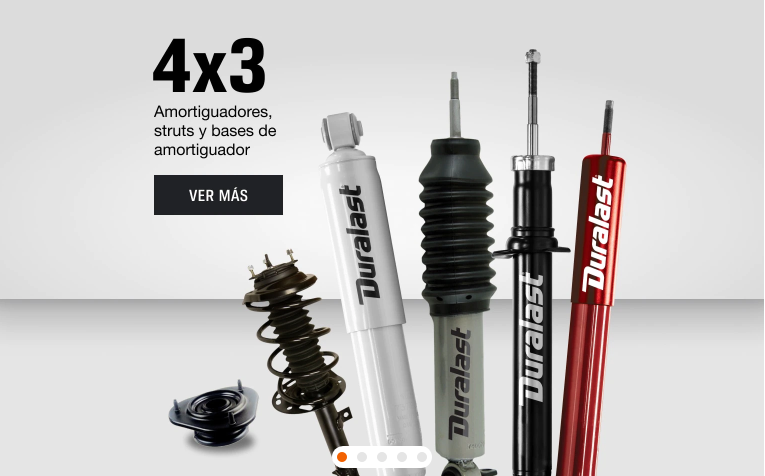 4x3
Amortiguadores,
struts y bases de
amortiguador
VER MÁS
Duralast
Duralast
Duralast
Duralast